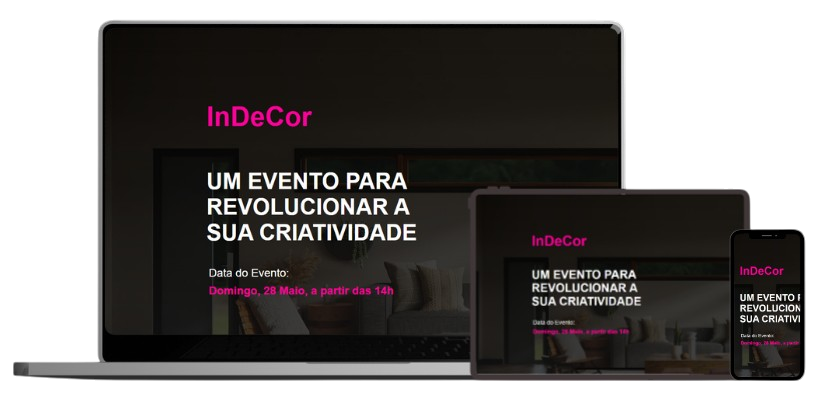 InDeCor
UM EVENTO PARA
REVOLUCIONAR A
SUA CRIATIVIDADE
Data do Evento:
Domingo, 28 Maio, a partir das 14h
InDeCor
UM EVENTO PARA
REVOLUCIONAR A
SUA CRIATIVIDADE
Data do Evento:
Domingo, 28 Maio, a partir das 14h
InDeCor
UM EVENTO
REVOLUCION
SUA CRIATIVI
Data do Evento:
Domingo, 28 Maio, a partir das